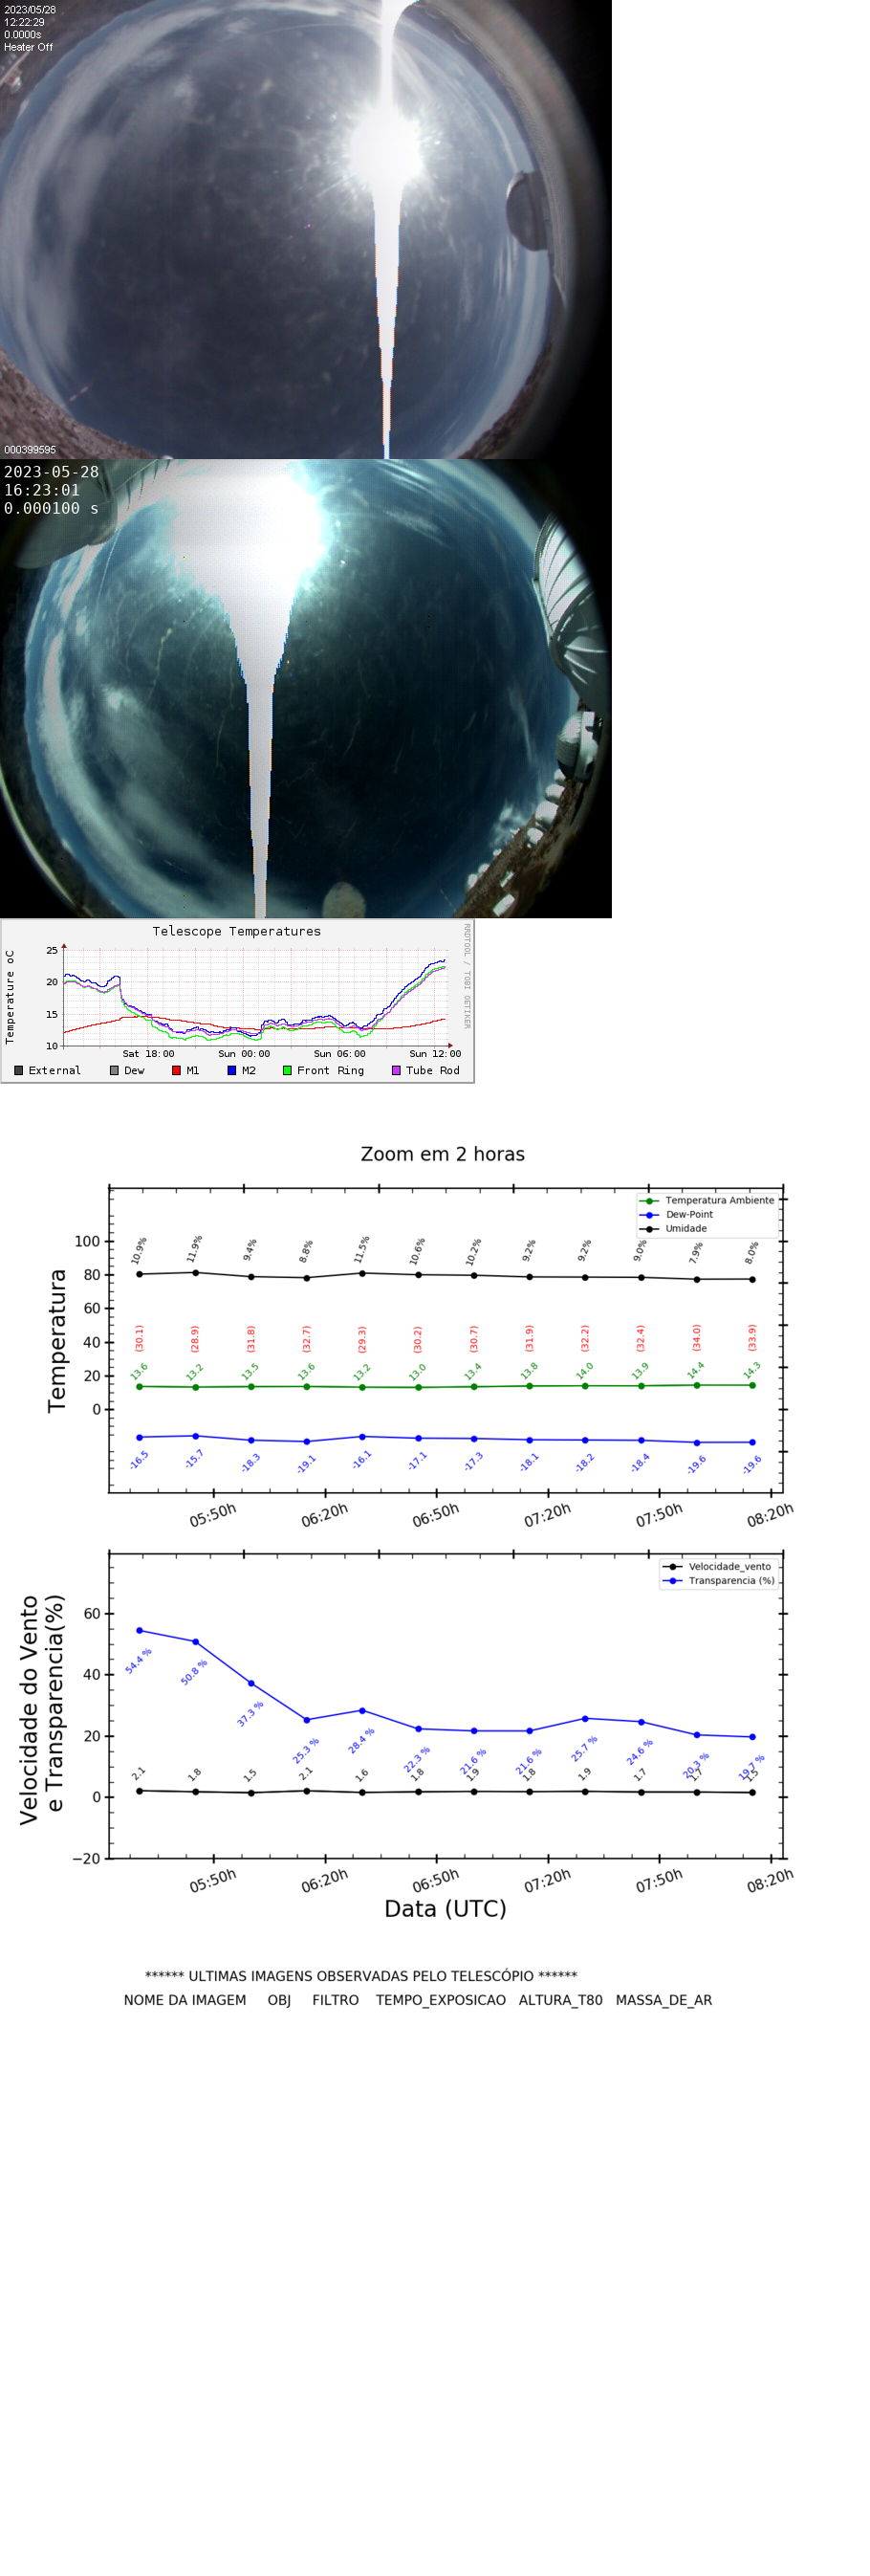 2023/05/28
12:22:29
0.0000s
Heater Off
000399595
2023-05-28
16:23:01
0.000100 s
Telescope Temperatures
RRDTOOL / TOBI OETIKER
Temperature oC
25
20
15
10
Sat 18:00 Sun 00:00 Sun 06:00 Sun 12:00
External Dew M1 M2 Front Ring Tube Rod
Zoom em 2 horas
Temperatura Ambiente
Dew-Point
Umidade
Temperatura
100
80
60
40
20
0
10.9% 11.9% 9.4% 8.8% 11.5% 10.6% 10.2% 9.2% 9.2% 9.0% 7.9% 8.0%
(30.1) (28.9) (31.8) (32.7) (29.3) (30.2) (30.7) (31.9) (32.2) (32.4) (34.0) (33.9)
13.6 13.2 13.5 13.6 13.2 13.0 13.4 13.8 14.0 13.9 14.4 14.3
-16.5 -15.7 -18.3 -19.1 -16.1 -17.1 -17.3 -18.1 -18.2 -18.4 -19.6 -19.6
05:50h 06:20h 06:50h 07:20h 07:50h 08:20h
Velocidade_vento
Transparencia (%)
Velocidade do Vento
e Transparencia(%)
60
40
20
0
−20
54.4 % 50.8 % 37.3 % 25.3 % 28.4 % 22.3 % 21.6 % 21.6 % 25.7 % 24.6 % 20.3 % 19.7 %
2.1 1.8 1.5 2.1 1.6 1.8 1.9 1.8 1.9 1.7 1.7 1.5
05:50h 06:20h 06:50h 07:20h 07:50h 08:20h
Data (UTC)
****** ULTIMAS IMAGENS OBSERVADAS PELO TELESCÓPIO ******
NOME DA IMAGEM OBJ FILTRO TEMPO_EXPOSICAO ALTURA_T80 MASSA_DE_AR